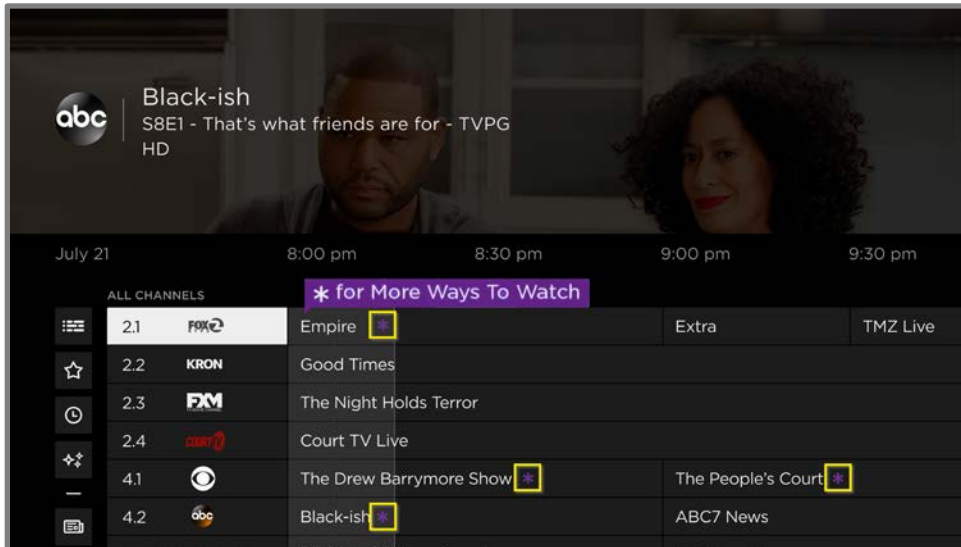 abc
Black-ish
S8E1 - That's what friends are for - TVPG
HD
July 21 8:00 pm 8:30 pm 9:00 pm 9:30 pm
ALL CHANNELS
* for More Ways To Watch
2.1 FOX 2 Empire * Extra TMZ Live
2.2 KRON Good Times
2.3 FXM The Night Holds Terror
2.4 COURT TV Court TV Live
4.1 The Drew Barrymore Show * The People's Court *
4.2 abc Black-ish * ABC7 News